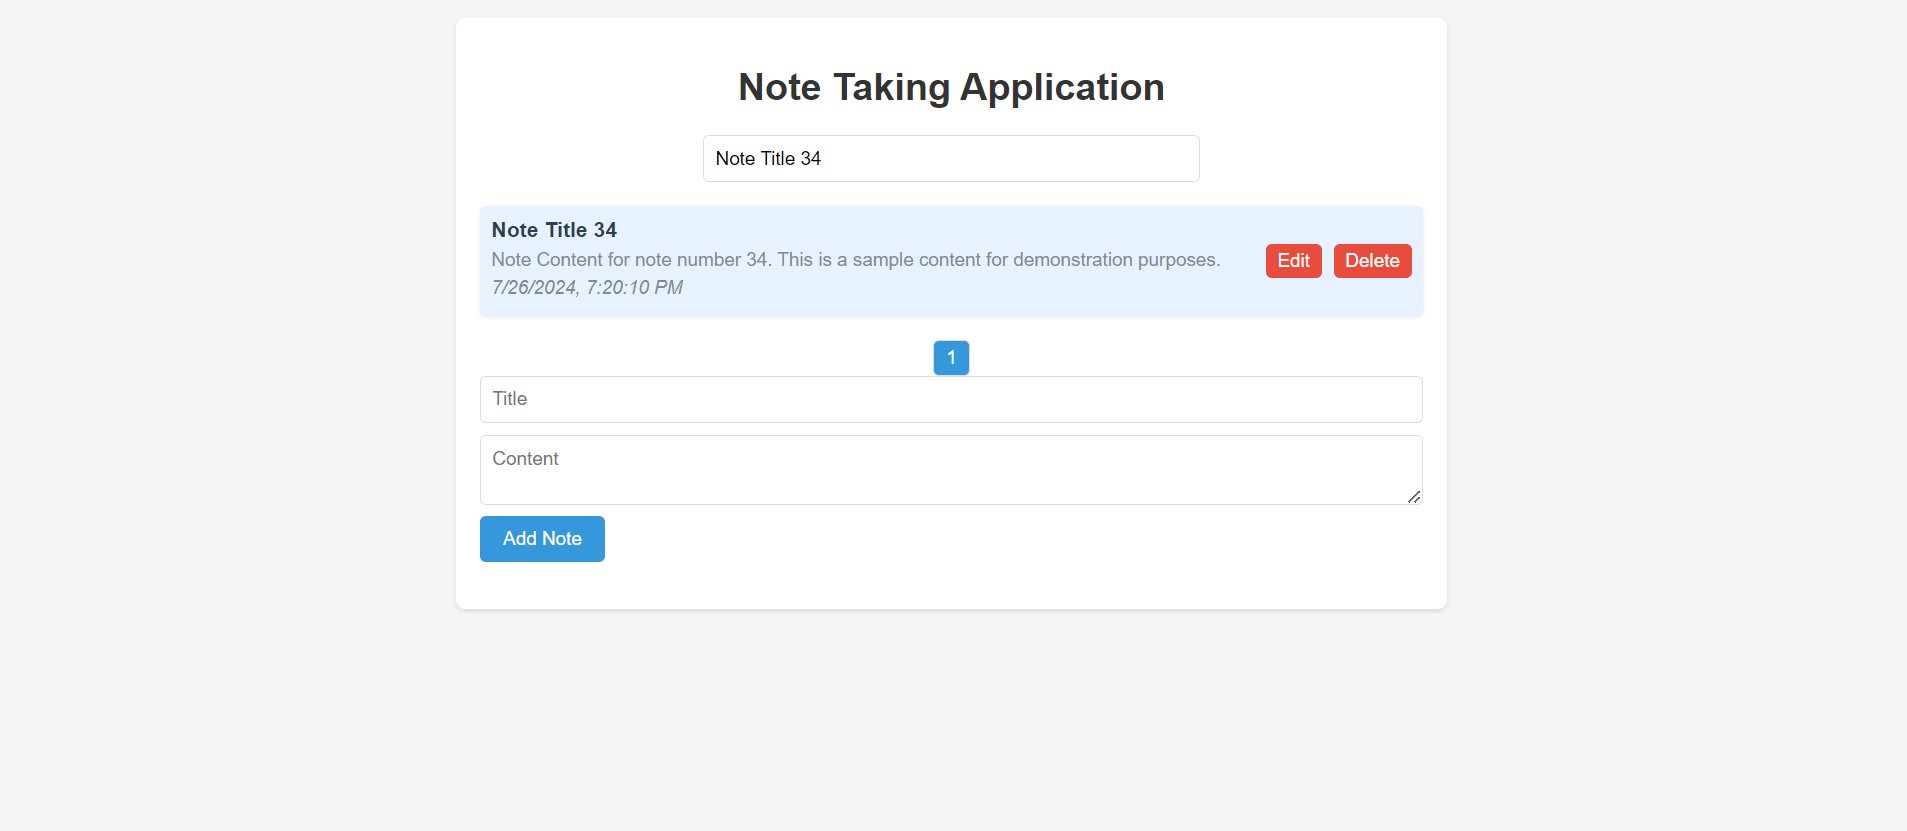 Note Taking Application
Note Title 34
Note Title 34
Note Content for note number 34. This is a sample content for demonstration purposes.
7/26/2024, 7:20:10 PM
Edit
Delete
1
Title
Content
Add Note